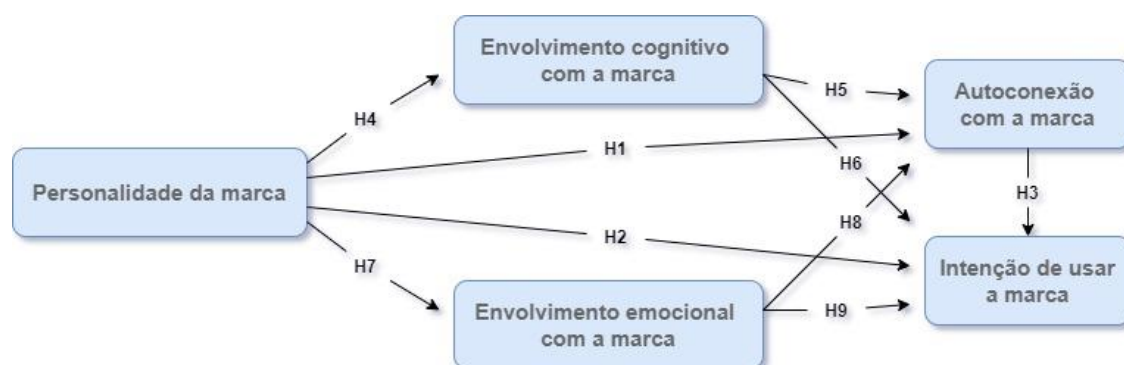 Envolvimento cognitivo
com a marca
H5
Autoconexão
com a marca
H4
H1
H6
Personalidade da marca
H3
H8
H2
H7
Intenção de usar
a marca
Envolvimento emocional
com a marca
H9